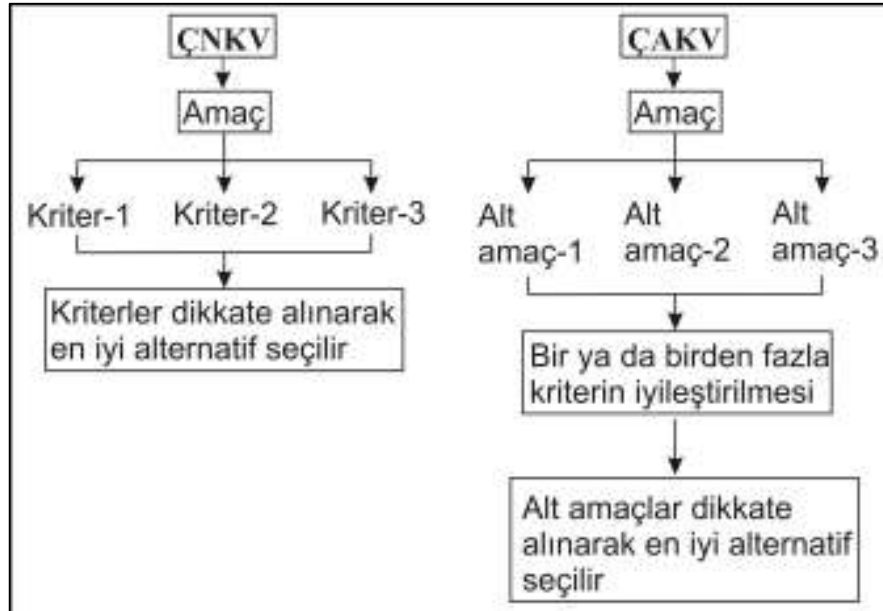 ÇNKV
Amaç
Kriter-1 Kriter-2 Kriter-3
Kriterler dikkate alınarak
en iyi alternatif seçilir
ÇAKV
Amaç
Alt
amaç-1
Alt
amaç-2
Alt
amaç-3
Bir ya da birden fazla
kriterin iyileştirilmesi
Alt amaçlar dikkate
alınarak en iyi alternatif
seçilir